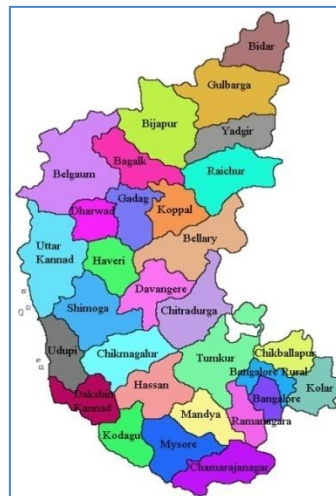 Bidar
Gulbarga
Bijapur
Yadgir
Bagalk
Raichur
Belgaum
Gadag
Koppal
Dharwad
Bellary
Uttar
Kannad
Haveri
Davangere
Chitradurga
Shimoga
Udupi
Chikmagalur
Tumkur
Chikballapur
Bangalore Rural
Kolar
Dakshin
Kannad
Hassan
Bangalore
Mandya
Ramanagara
Kodagu
Mysore
Chamarajanagar